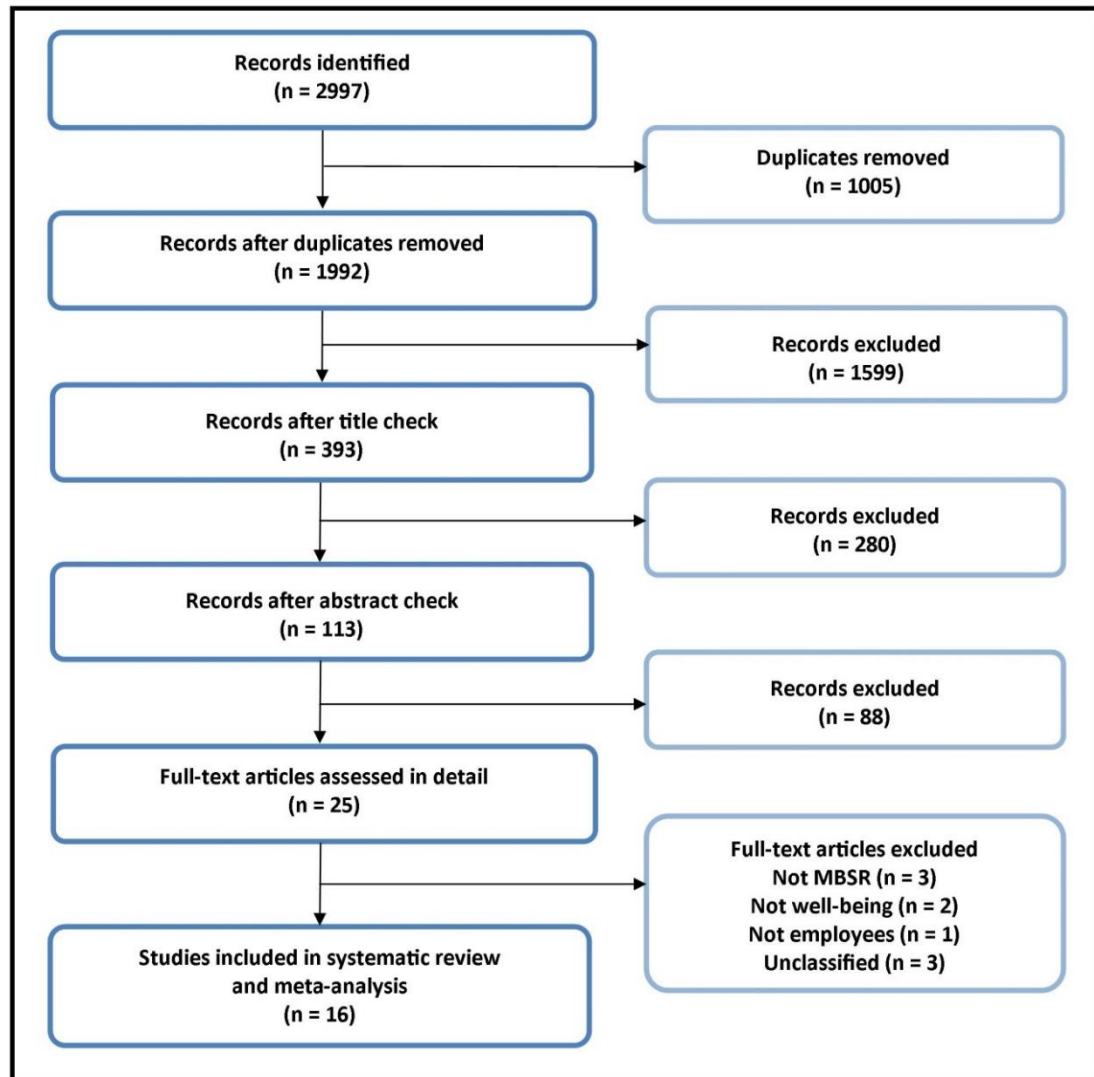 Records identified
(n = 2997)
Duplicates removed
(n = 1005)
Records after duplicates removed
(n = 1992)
Records excluded
(n = 1599)
Records after title check
(n = 393)
Records excluded
(n = 280)
Records after abstract check
(n = 113)
Records excluded
(n = 88)
Full-text articles assessed in detail
(n = 25)
Full-text articles excluded
Not MBSR (n = 3)
Not well-being (n = 2)
Not employees (n = 1)
Unclassified (n = 3)
Studies included in systematic review
and meta-analysis
(n = 16)